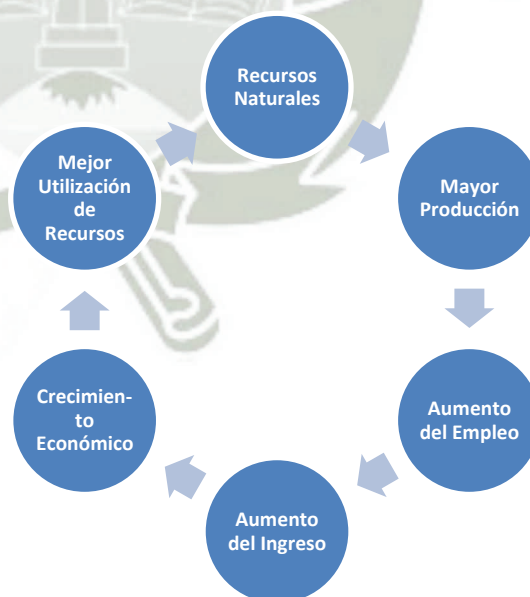 Recursos
Naturales
Mayor
Producción
Aumento
del Empleo
Aumento
del Ingreso
Crecimien-
to
Económico
Mejor
Utilización
de
Recursos